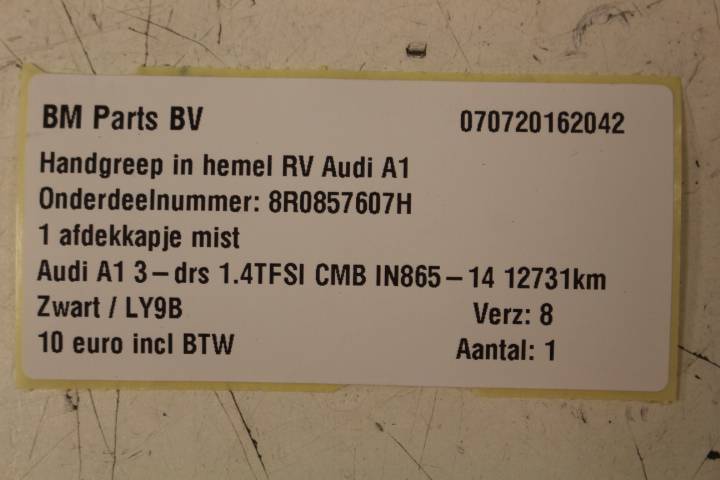 BM Parts BV 070720162042
Handgreep in hemel RV Audi A1
Onderdeelnummer: 8R0857607H
1 afdekkapje mist
Audi A1 3-drs 1.4TFSI CMB IN865-14 12731km
Zwart / LY9B Verz: 8
10 euro incl BTW Aantal: 1